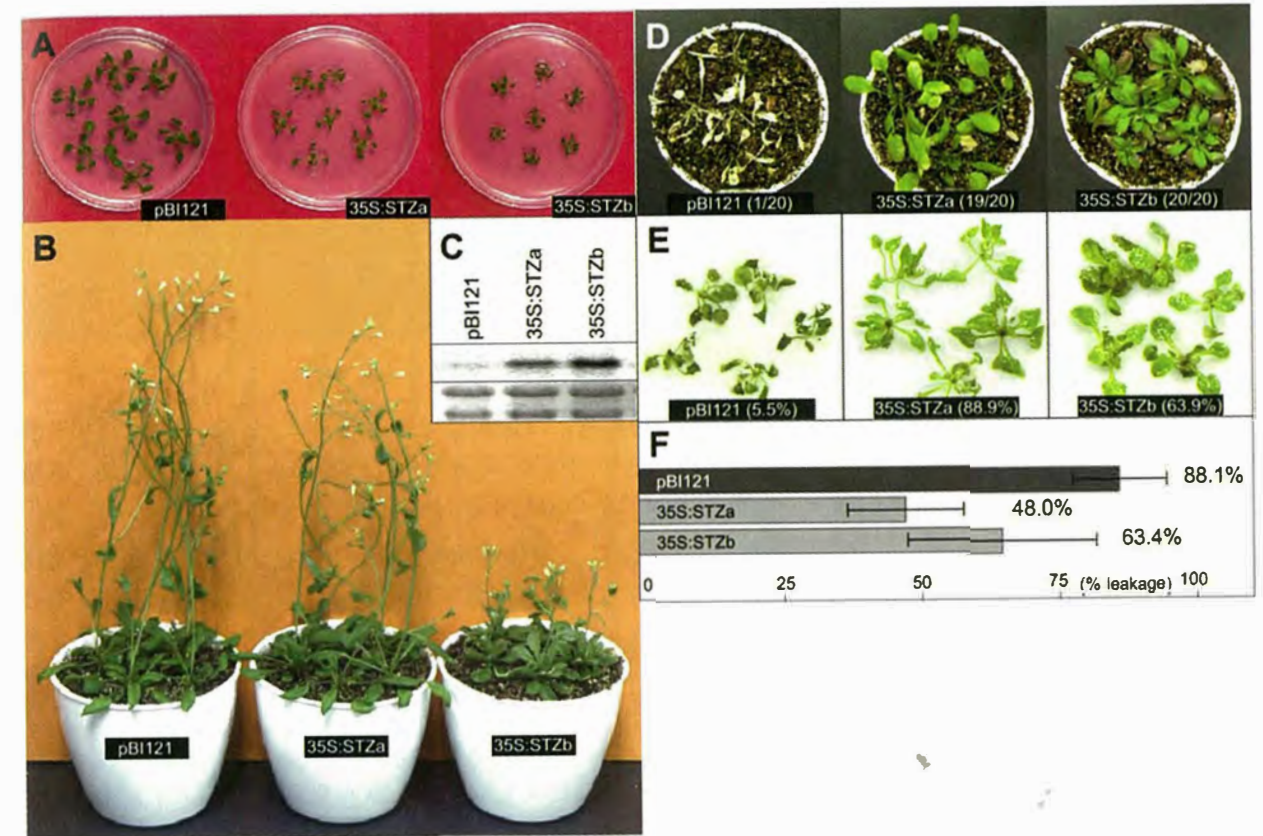 A
pBI121
35S:STZa
35S:STZb
B
pBI121
35S:STZa
35S:STZb
C
pBI121
35S:STZa
35S:STZb
D
pBI121 (1/20)
35S:STZa (19/20)
35S:STZb (20/20)
E
pBI121 (5.5%)
35S:STZa (88.9%)
35S:STZb (63.9%)
F
pBI121
88.1%
35S:STZa
48.0%
35S:STZb
63.4%
0 25 50 75 (% leakage) 100